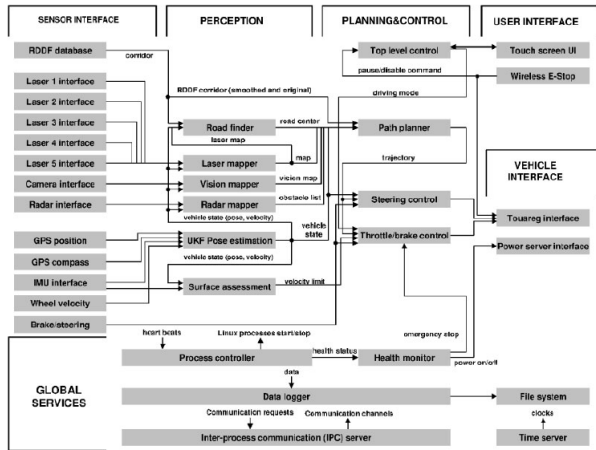 SENSOR INTERFACE
PERCEPTION
PLANNING&CONTROL
USER INTERFACE
RDDF database
corridor
Top level control
Touch screen UI
pause/disable command
Wireless E-Stop
Laser 1 interface
RDDF corridor (smoothed and original)
driving mode
Laser 2 interface
Laser 3 interface
Road finder
road center
Path planner
Laser 4 interface
laser map
Laser 5 interface
Laser mapper
map
trajectory
VEHICLE
INTERFACE
Camera interface
Vision mapper
vision map
Radar interface
Radar mapper
obstacle list
Steering control
vehicle state (pose, velocity)
vehicle
state
Touareg interface
GPS position
UKF Pose estimation
Throttle/brake control
Power server interface
GPS compass
vehicle state (pose, velocity)
IMU interface
Surface assessment
velocity limit
Wheel velocity
Brake/steering
emergency stop
heart beats
Linux processes start/stop
Process controller
health status
Health monitor
power on/off
GLOBAL
SERVICES
data
Data logger
File system
Communication requests
Communication channels
clocks
Inter-process communication (IPC) server
Time server